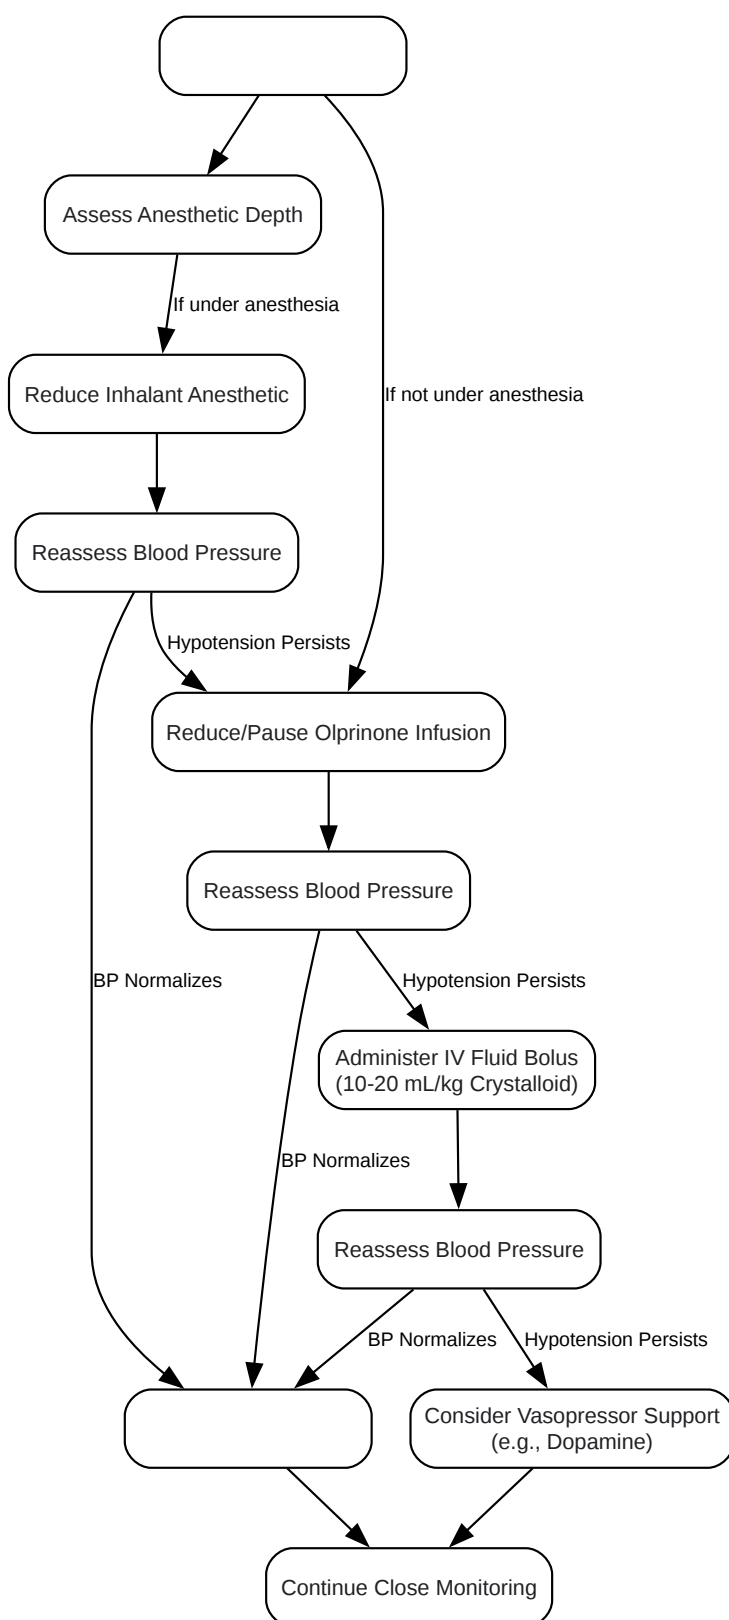 Assess Anesthetic Depth
If under anesthesia
Reduce Inhalant Anesthetic
If not under anesthesia
Reassess Blood Pressure
Hypotension Persists
Reduce/Pause Olprinone Infusion
Reassess Blood Pressure
BP Normalizes
Hypotension Persists
Administer IV Fluid Bolus
(10-20 mL/kg Crystalloid)
BP Normalizes
Reassess Blood Pressure
BP Normalizes
Hypotension Persists
Consider Vasopressor Support
(e.g., Dopamine)
Continue Close Monitoring